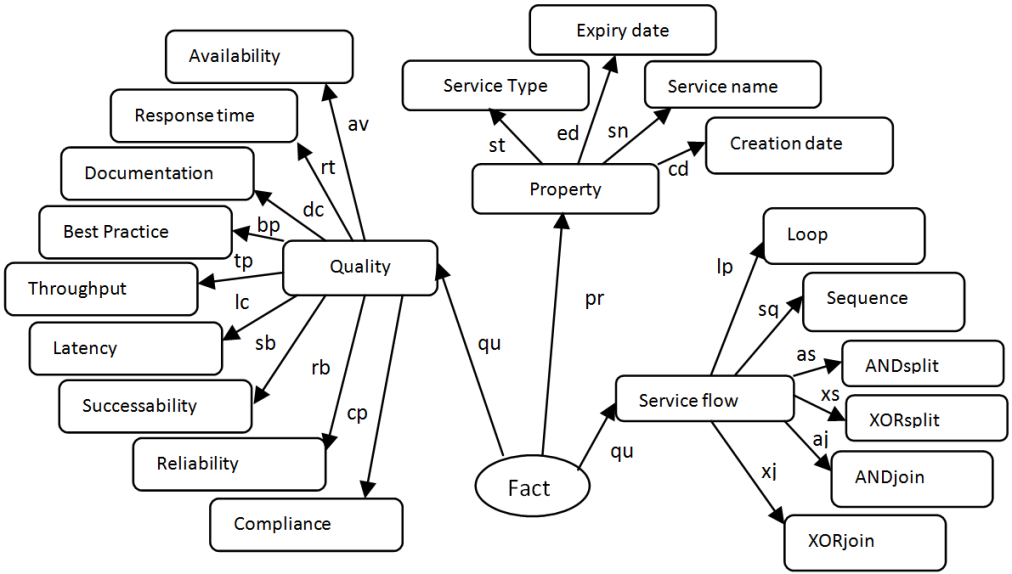 Expiry date
Availability
Service Type
Service name
Response time
av
ed
sn
Creation date
st
rt
cd
Documentation
Property
dc
bp
Best Practice
Loop
tp
Quality
lp
Throughput
lc
pr
sq
Sequence
sb
qu
Latency
as
ANDsplit
rb
xs
Successability
cp
Service flow
XORsplit
aj
qu
Reliability
xj
ANDjoin
Fact
Compliance
XORjoin